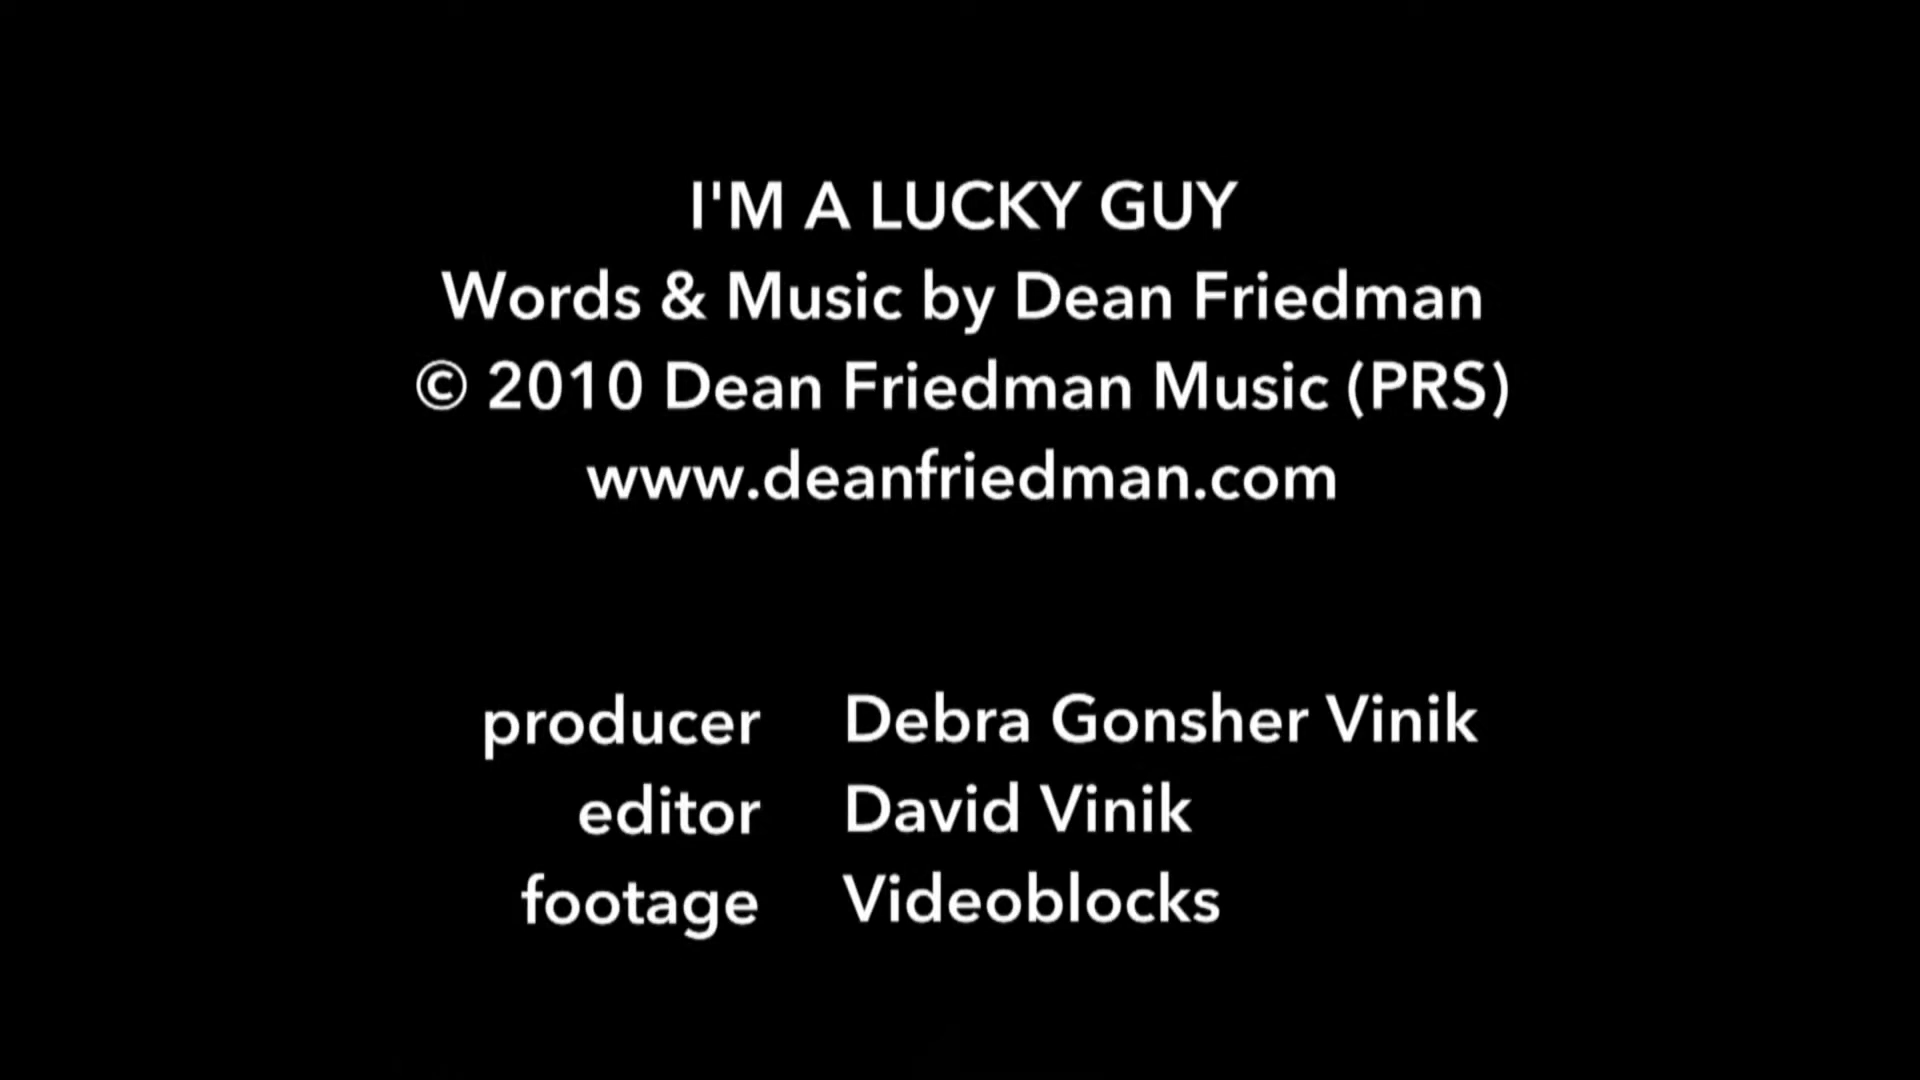 I'M A LUCKY GUY
Words & Music by Dean Friedman
© 2010 Dean Friedman Music (PRS)
www.deanfriedman.com
producer Debra Gonsher Vinik
editor David Vinik
footage Videoblocks